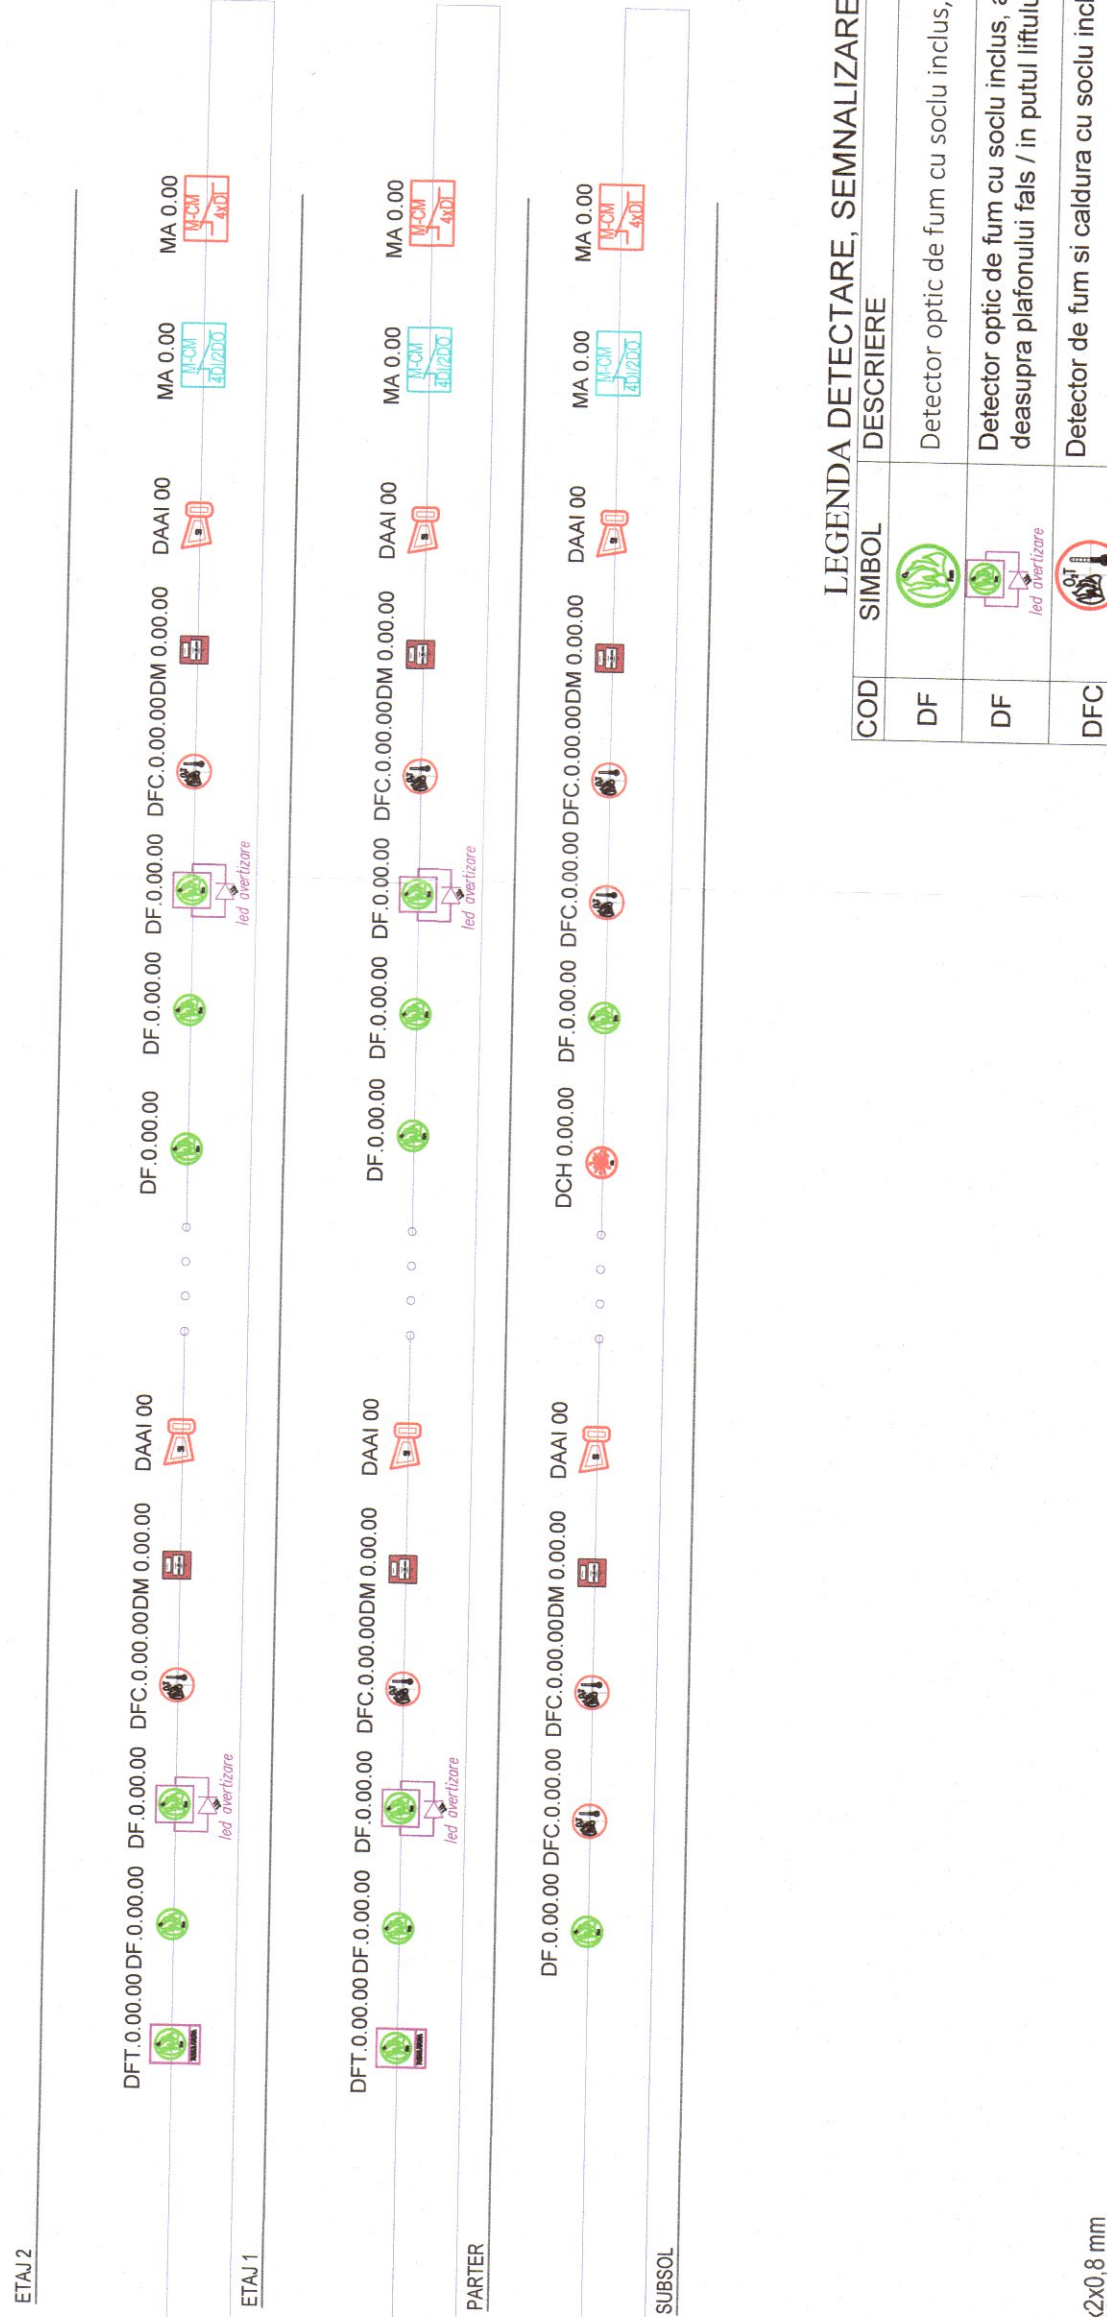 ETAJ 2
DFT.0.00.00 DF.0.00.00 DF.0.00.00 DFC.0.00.00DM 0.00.00 DAAI 00 DF.0.00.00 DF.0.00.00 DF.0.00.00 DFC.0.00.00DM 0.00.00 DAAI 00 MA 0.00 MA 0.00
M-CM
4DI/2DO
M-CM
4xDI
led avertizare
led avertizare
ETAJ 1
DFT.0.00.00 DF.0.00.00 DF.0.00.00 DFC.0.00.00DM 0.00.00 DAAI 00 DF.0.00.00 DF.0.00.00 DF.0.00.00 DFC.0.00.00DM 0.00.00 DAAI 00 MA 0.00 MA 0.00
M-CM
4DI/2DO
M-CM
4xDI
led avertizare
led avertizare
PARTER
DF.0.00.00 DFC.0.00.00 DFC.0.00.00DM 0.00.00 DAAI 00 DCH 0.00.00 DF.0.00.00 DFC.0.00.00 DFC.0.00.00DM 0.00.00 DAAI 00 MA 0.00 MA 0.00
M-CM
4DI/2DO
M-CM
4xDI
SUBSOL
LEGENDA DETECTARE, SEMNALIZARE
COD SIMBOL DESCRIERE
DF Detector optic de fum cu soclu inclus,
DF Detector optic de fum cu soclu inclus,
deasupra plafonului fals / in putul
led avertizare
DFC Detector de fum si caldura cu soclu
x2x0,8 mm